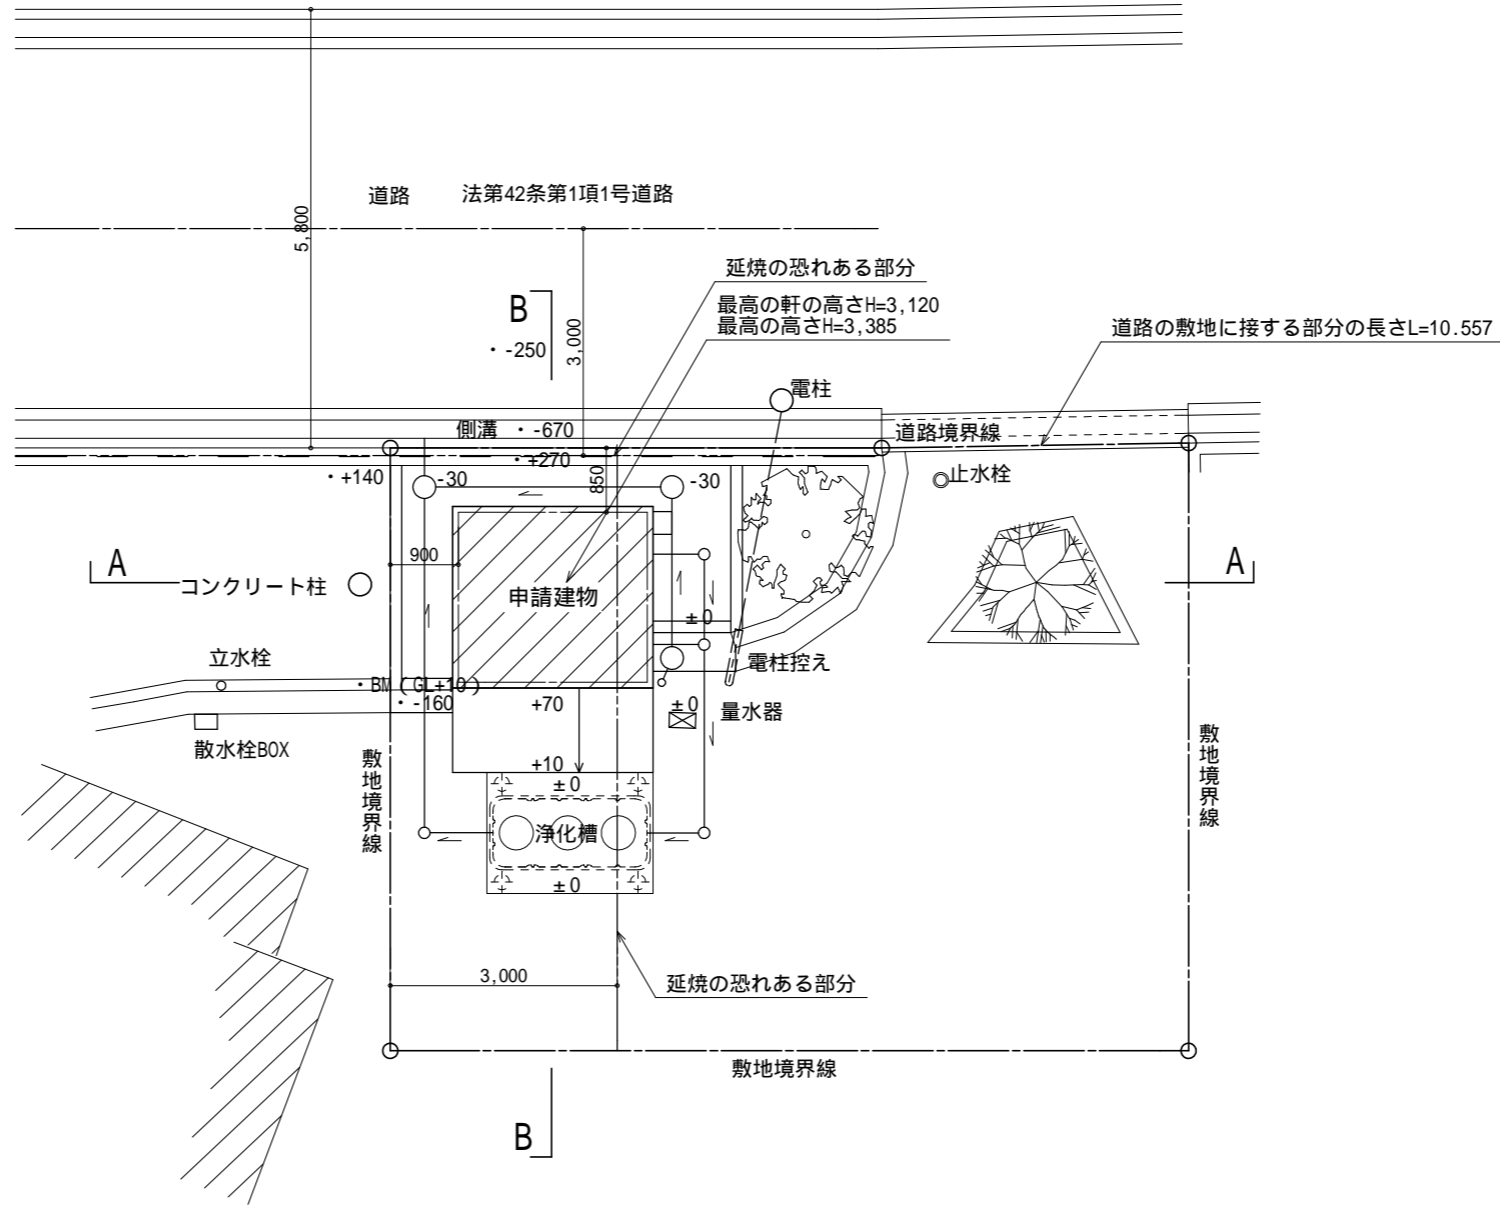 5,800
道路 法第42条第1項1号道路
延焼の恐れある部分
B
最高の軒の高さH=3,120
最高の高さH=3,385
・-250
3,000
道路の敷地に接する部分の長さL=10.557
電柱
側溝 ・-670
道路境界線
・+270
・+140
-30
850
-30
止水栓
A
900
A
コンクリート柱
申請建物
±0
立水栓
電柱控え
・BM(GL+10)
・-160
+70
±0
量水器
散水栓BOX
敷地境界線
敷地境界線
+10
±0
浄化槽
±0
3,000
延焼の恐れある部分
敷地境界線
B